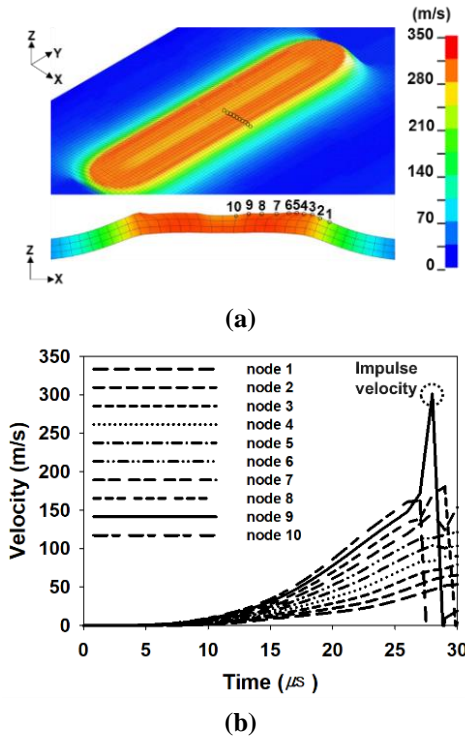 (m/s)
350
280
210
140
70
0
Z
Y
X
10 9 8 7 6 5 4 3 2 1
Z
X
(a)
350
300
250
200
150
100
50
0
Velocity (m/s)
node 1
node 2
node 3
node 4
node 5
node 6
node 7
node 8
node 9
node 10
Impulse
velocity
0 5 10 15 20 25 30
Time (μs)
(b)